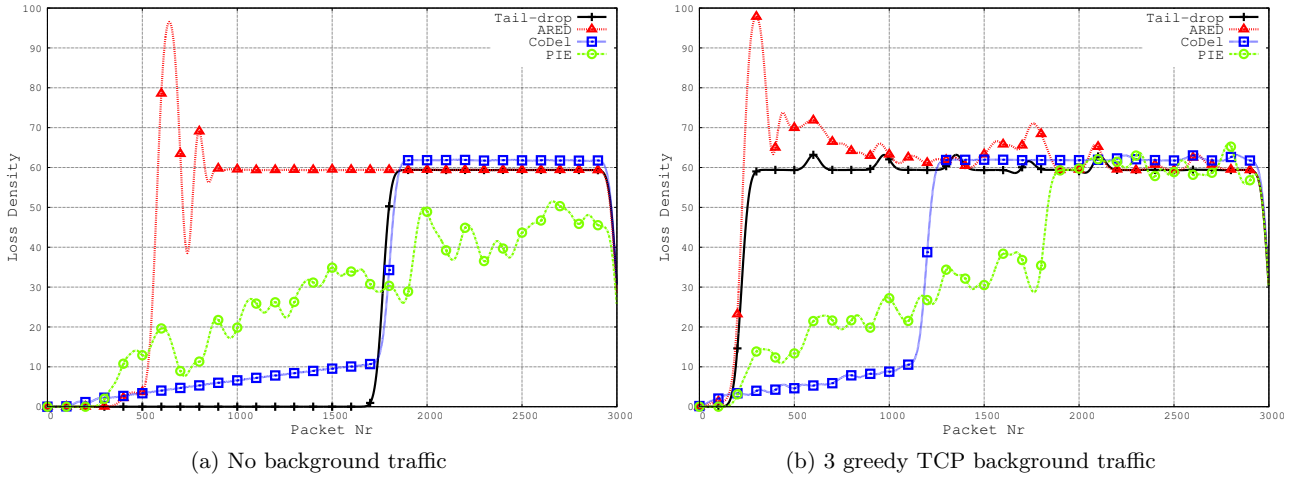 Loss Density
100
90
80
70
60
50
40
30
20
10
0
0 500 1000 1500 2000 2500 3000
Packet Nr
Tail-drop
ARED
CoDel
PIE
(a) No background traffic
Loss Density
100
90
80
70
60
50
40
30
20
10
0
0 500 1000 1500 2000 2500 3000
Packet Nr
Tail-drop
ARED
CoDel
PIE
(b) 3 greedy TCP background traffic